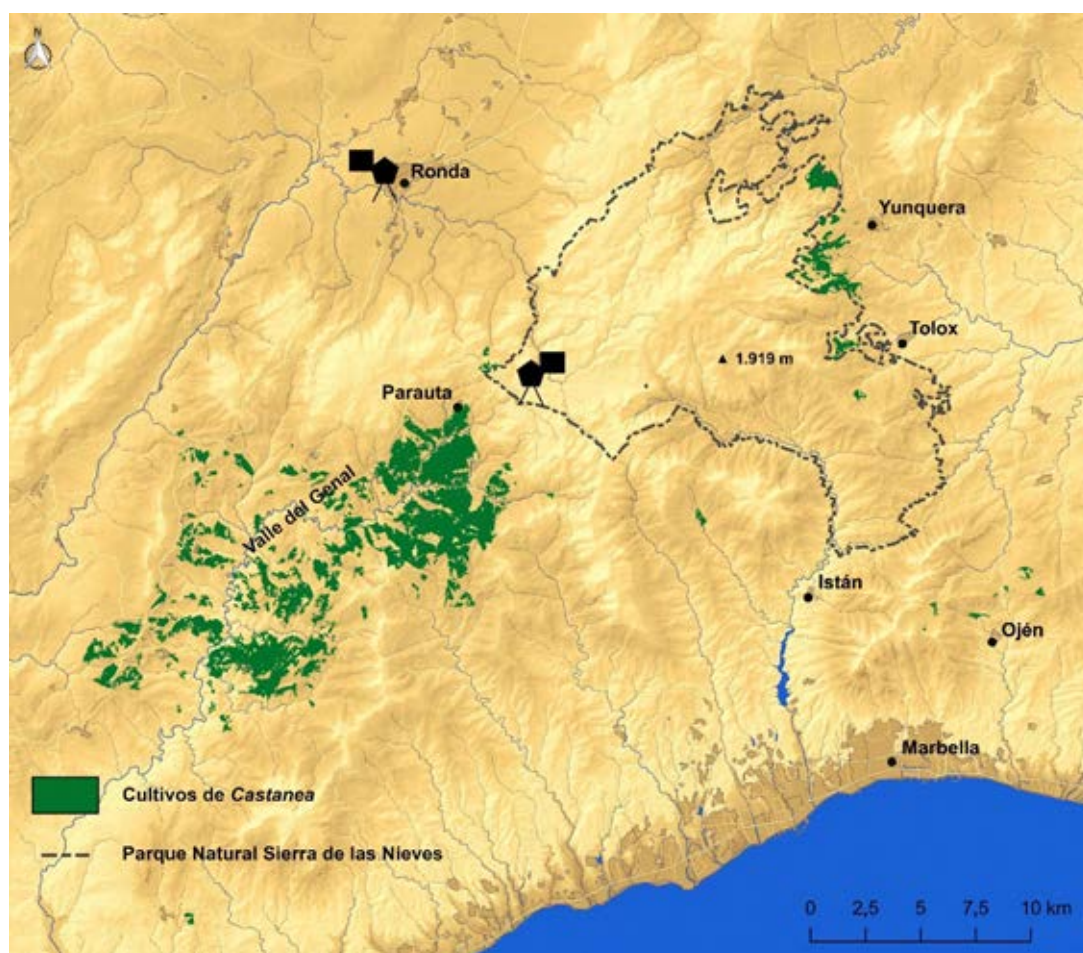 N
Ronda
Yunquera
Tolox
1.919 m
Parauta
Valle del Genal
Istán
Ojén
Marbella
Cultivos de Castanea
Parque Natural Sierra de las Nieves
0 2,5 5 7,5 10 km